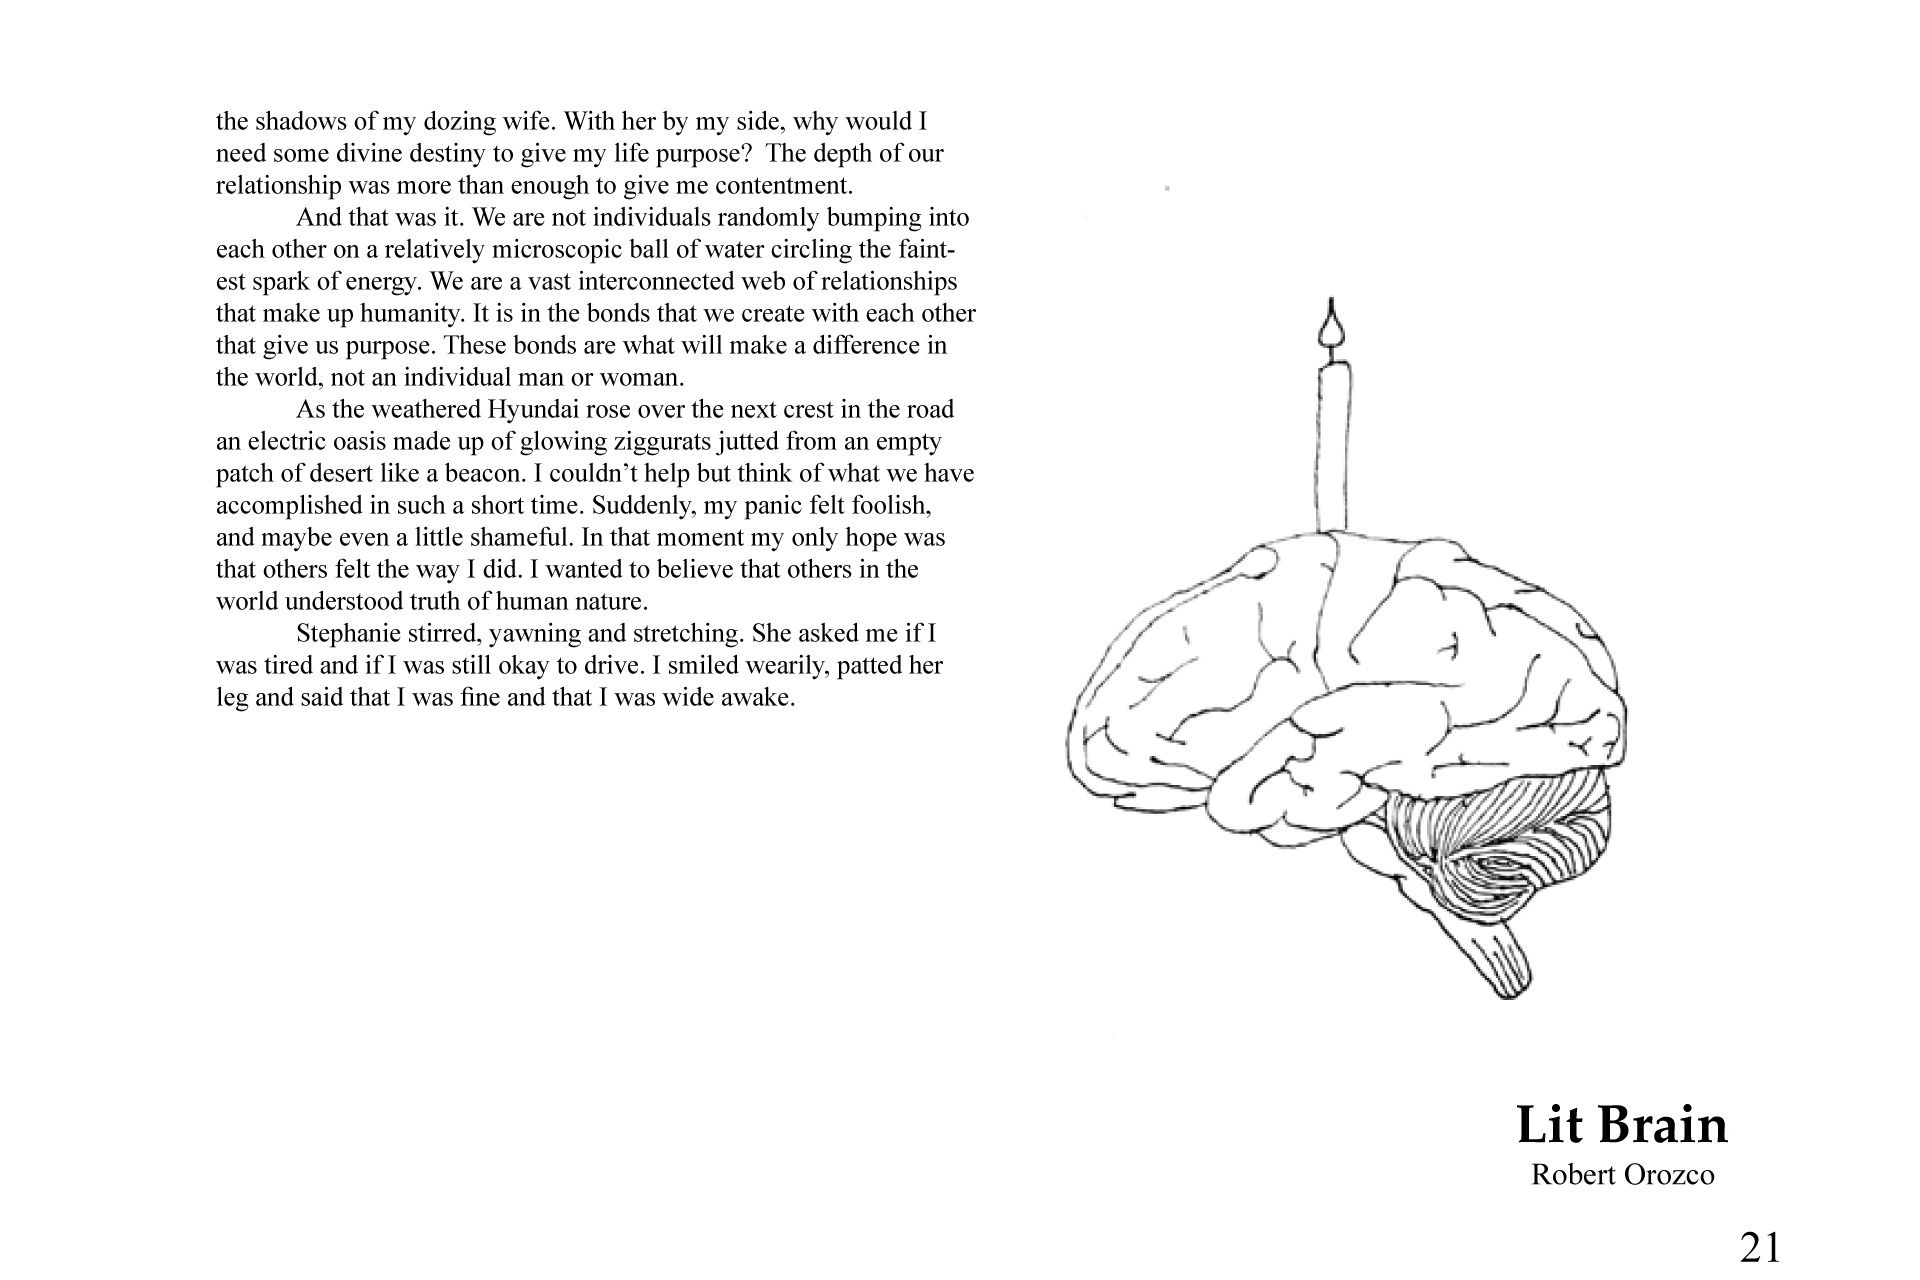 the shadows of my dozing wife. With her by my side, why would I
need some divine destiny to give my life purpose?  The depth of our
relationship was more than enough to give me contentment.
And that was it. We are not individuals randomly bumping into
each other on a relatively microscopic ball of water circling the faint-
est spark of energy. We are a vast interconnected web of relationships
that make up humanity. It is in the bonds that we create with each other
that give us purpose. These bonds are what will make a difference in
the world, not an individual man or woman.
As the weathered Hyundai rose over the next crest in the road
an electric oasis made up of glowing ziggurats jutted from an empty
patch of desert like a beacon. I couldn’t help but think of what we have
accomplished in such a short time. Suddenly, my panic felt foolish,
and maybe even a little shameful. In that moment my only hope was
that others felt the way I did. I wanted to believe that others in the
world understood truth of human nature.
Stephanie stirred, yawning and stretching. She asked me if I
was tired and if I was still okay to drive. I smiled wearily, patted her
leg and said that I was fine and that I was wide awake.
Lit Brain
Robert Orozco
21